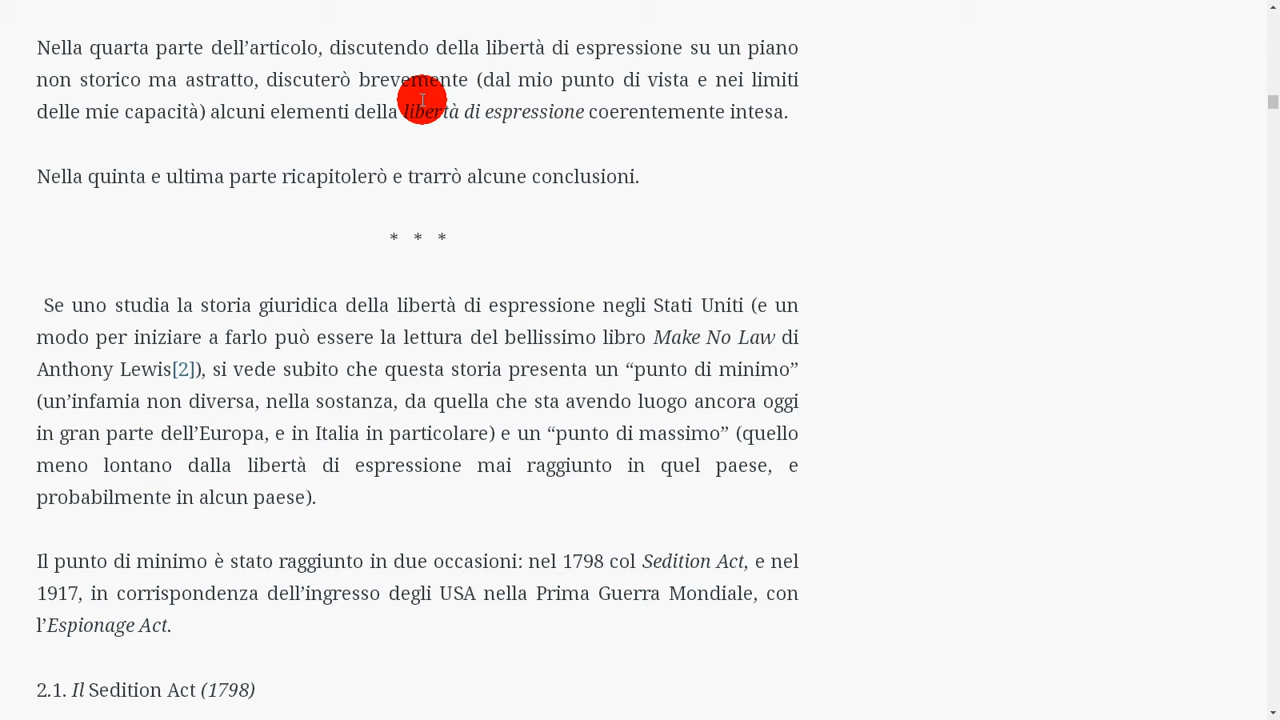 Nella quarta parte dell’articolo, discutendo della libertà di espressione su un piano
non storico ma astratto, discuterò brevemente (dal mio punto di vista e nei limiti
delle mie capacità) alcuni elementi della libertà di espressione coerentemente intesa.
Nella quinta e ultima parte ricapitolerò e trarrò alcune conclusioni.
* * *
Se uno studia la storia giuridica della libertà di espressione negli Stati Uniti (e un
modo per iniziare a farlo può essere la lettura del bellissimo libro Make No Law di
Anthony Lewis[2]), si vede subito che questa storia presenta un “punto di minimo”
(un’infamia non diversa, nella sostanza, da quella che sta avendo luogo ancora oggi
in gran parte dell’Europa, e in Italia in particolare) e un “punto di massimo” (quello
meno lontano dalla libertà di espressione mai raggiunto in quel paese, e
probabilmente in alcun paese).
Il punto di minimo è stato raggiunto in due occasioni: nel 1798 col Sedition Act, e nel
1917, in corrispondenza dell’ingresso degli USA nella Prima Guerra Mondiale, con
l’Espionage Act.
2.1. Il Sedition Act (1798)